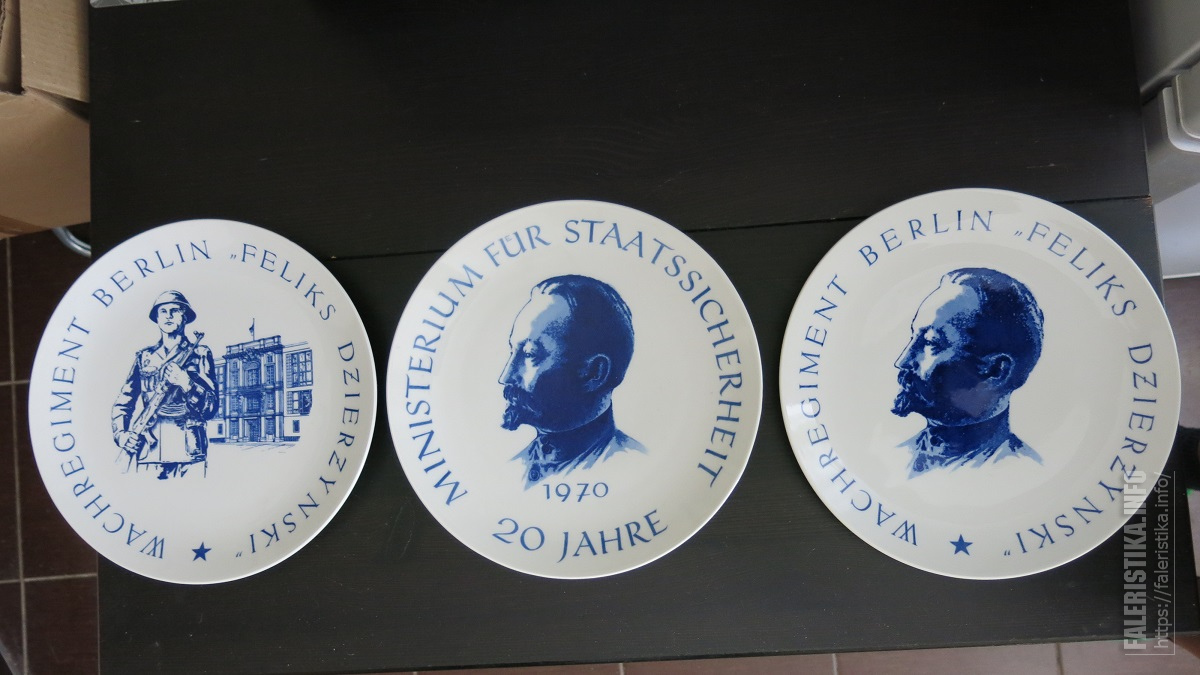 WACHREGIMENT BERLIN „FELIKS DZIERZYNSKI“ ★
MINISTERIUM FÜR STAATSSICHERHEIT
1970
20 JAHRE
WACHREGIMENT BERLIN „FELIKS DZIERZYNSKI“ ★
FALERISTIKA.INFO
https://faleristika.info/